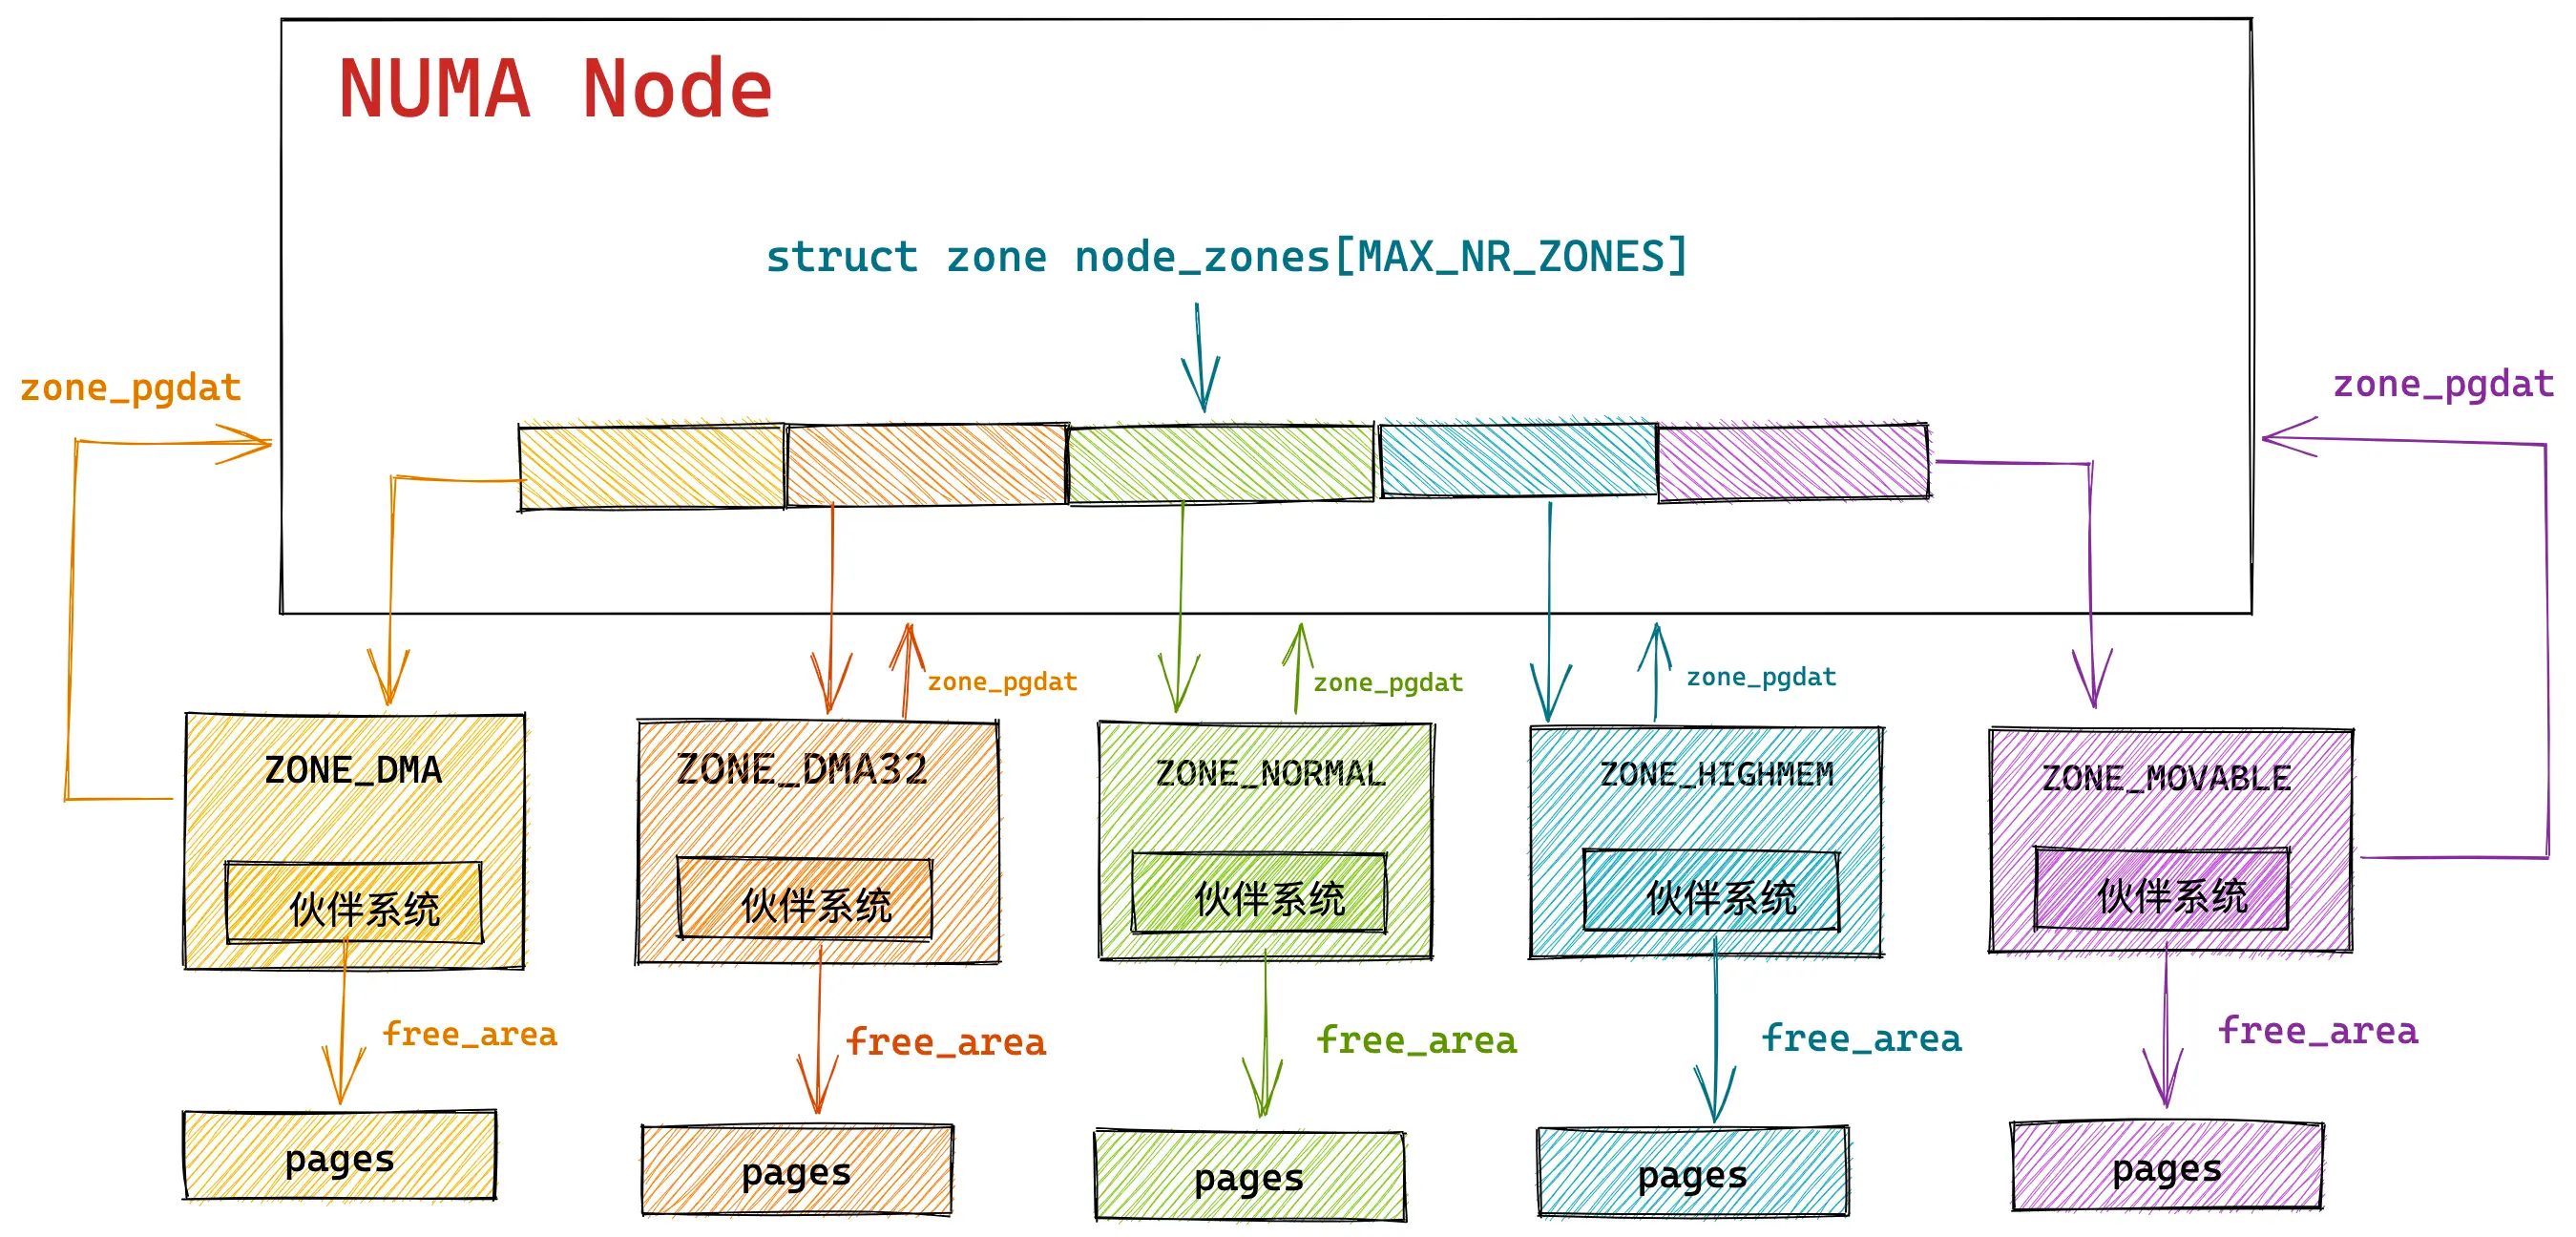 NUMA Node
struct zone node_zones[MAX_NR_ZONES]
zone_pgdat
zone_pgdat
zone_pgdat
zone_pgdat
zone_pgdat
ZONE_DMA
ZONE_DMA32
ZONE_NORMAL
ZONE_HIGHMEM
ZONE_MOVABLE
伙伴系统
伙伴系统
伙伴系统
伙伴系统
伙伴系统
free_area
free_area
free_area
free_area
free_area
pages
pages
pages
pages
pages